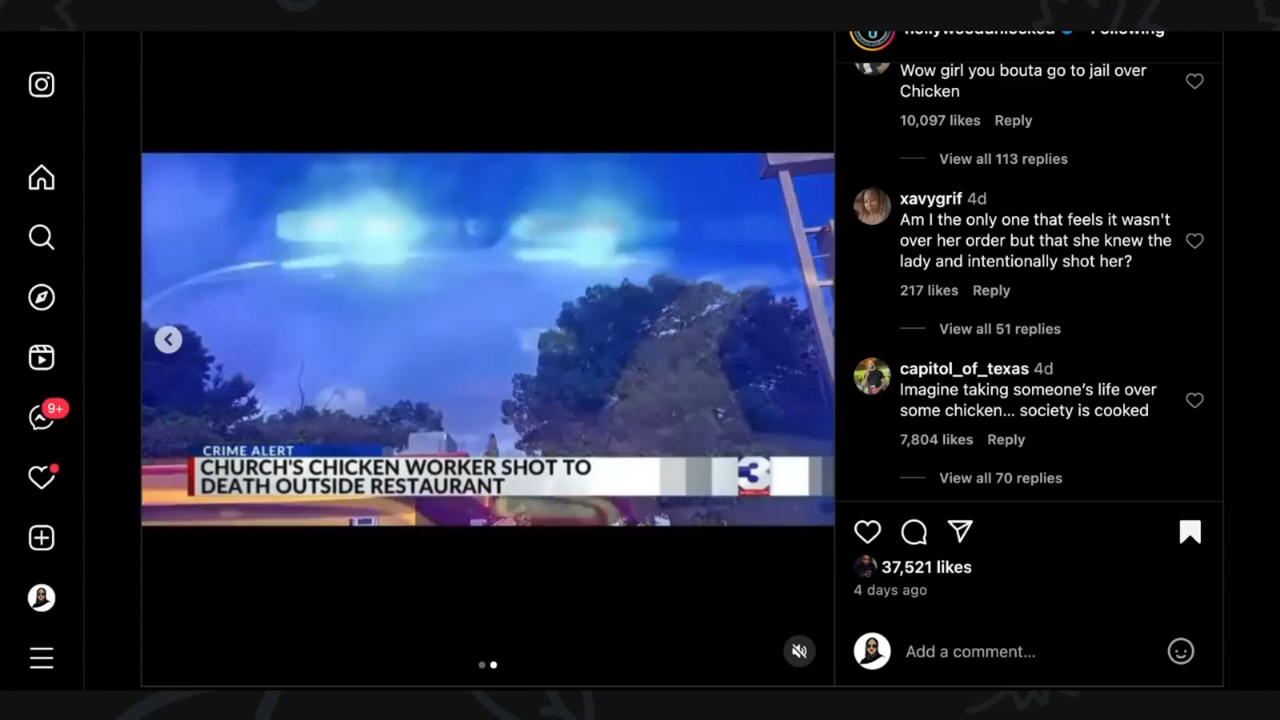 9+
CRIME ALERT
CHURCH'S CHICKEN WORKER SHOT TO
DEATH OUTSIDE RESTAURANT
3
hollywoodunlocked Following
Wow girl you bouta go to jail over
Chicken
10,097 likes Reply
View all 113 replies
xavygrif 4d
Am I the only one that feels it wasn't
over her order but that she knew the
lady and intentionally shot her?
217 likes Reply
View all 51 replies
capitol_of_texas 4d
Imagine taking someone’s life over
some chicken... society is cooked
7,804 likes Reply
View all 70 replies
37,521 likes
4 days ago
Add a comment...